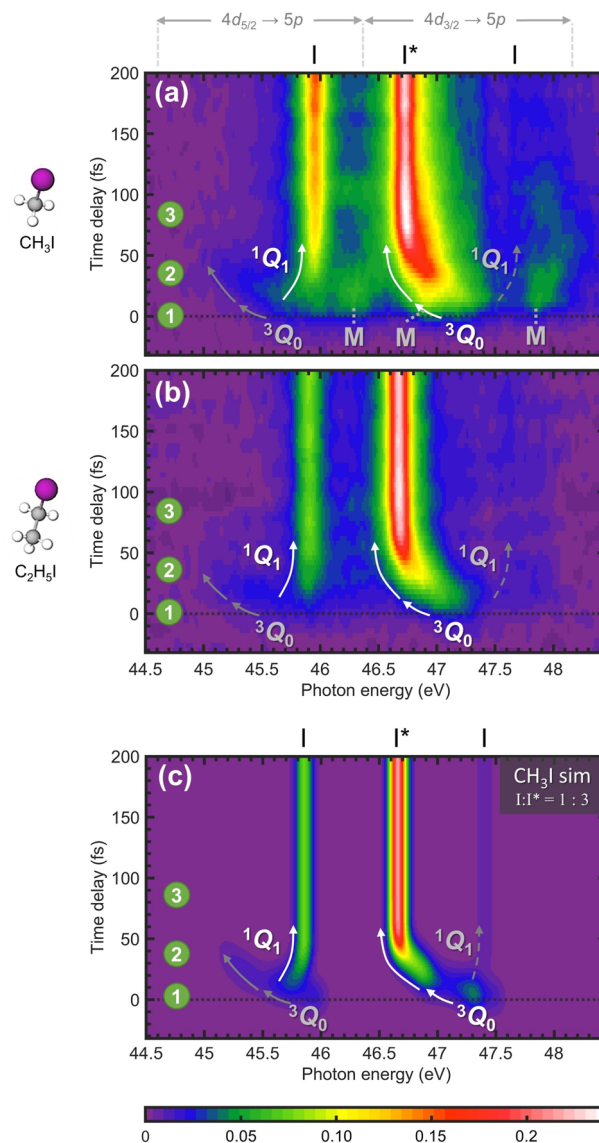 4d5/2 → 5p 4d3/2 → 5p
I I* I
(a)
200
150
100
50
0
Time delay (fs)
CH3I
3
2
1
1Q1
3Q0
M
M
3Q0
1Q1
M
(b)
200
150
100
50
0
Time delay (fs)
C2H5I
3
2
1
1Q1
3Q0
3Q0
1Q1
44.5 45 45.5 46 46.5 47 47.5 48
Photon energy (eV)
I I* I
(c)
CH3I sim
I:I* = 1 : 3
200
150
100
50
0
Time delay (fs)
3
2
1
1Q1
3Q0
3Q0
1Q1
44.5 45 45.5 46 46.5 47 47.5 48
Photon energy (eV)
0 0.05 0.1 0.15 0.2